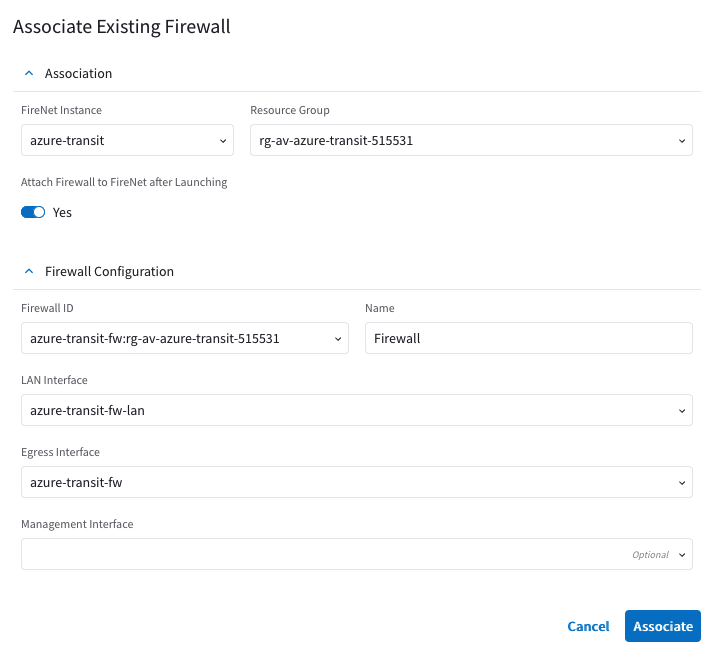 Associate Existing Firewall
Association
FireNet Instance
Resource Group
azure-transit
rg-av-azure-transit-515531
Attach Firewall to FireNet after Launching
Yes
Firewall Configuration
Firewall ID
Name
azure-transit-fw:rg-av-azure-transit-515531
Firewall
LAN Interface
azure-transit-fw-lan
Egress Interface
azure-transit-fw
Management Interface
Optional
Cancel
Associate